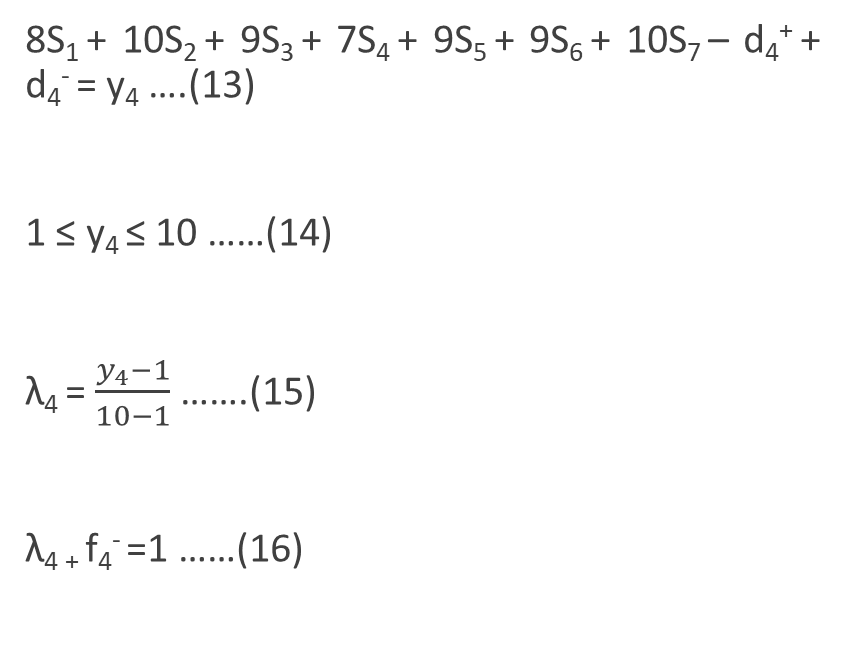 8S₁ + 10S₂ + 9S₃ + 7S₄ + 9S₅ + 9S₆ + 10S₇ – d₄⁺ +
d₄⁻ = y₄ ....(13)
1 ≤ y₄ ≤ 10 ......(14)
λ₄ = (y₄−1)/(10−1) .......(15)
λ₄ ₊ f₄⁻ =1 ......(16)